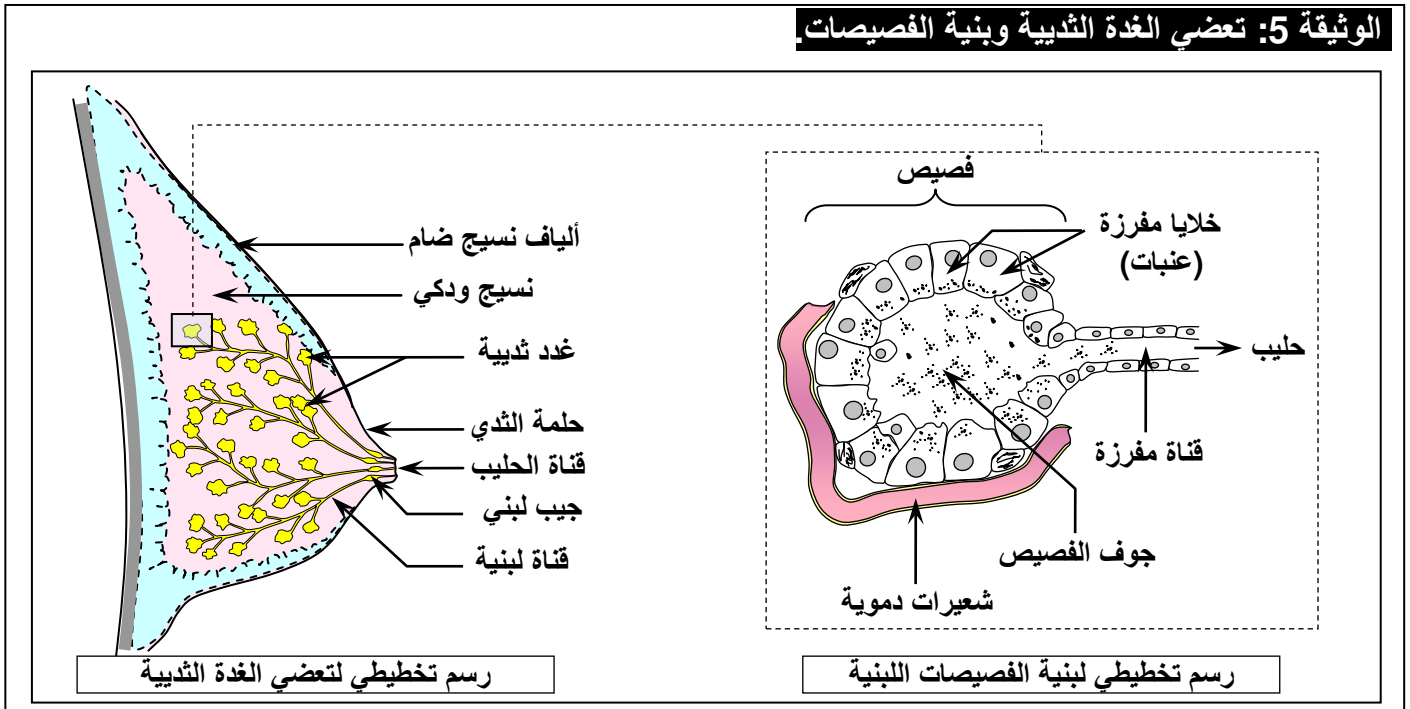 الوثيقة 5: تعضي الغدة الثديية وبنية الفصيصات.
فصيص
خلايا مفرزة
(عنبات)
ألياف نسيج ضام
نسيج ودكي
غدد ثديية
حليب
حلمة الثدي
قناة مفرزة
قناة الحليب
جيب لبني
جوف الفصيص
قناة لبنية
شعيرات دموية
رسم تخطيطي لبنية الفصيصات اللبنية
رسم تخطيطي لتعضي الغدة الثديية